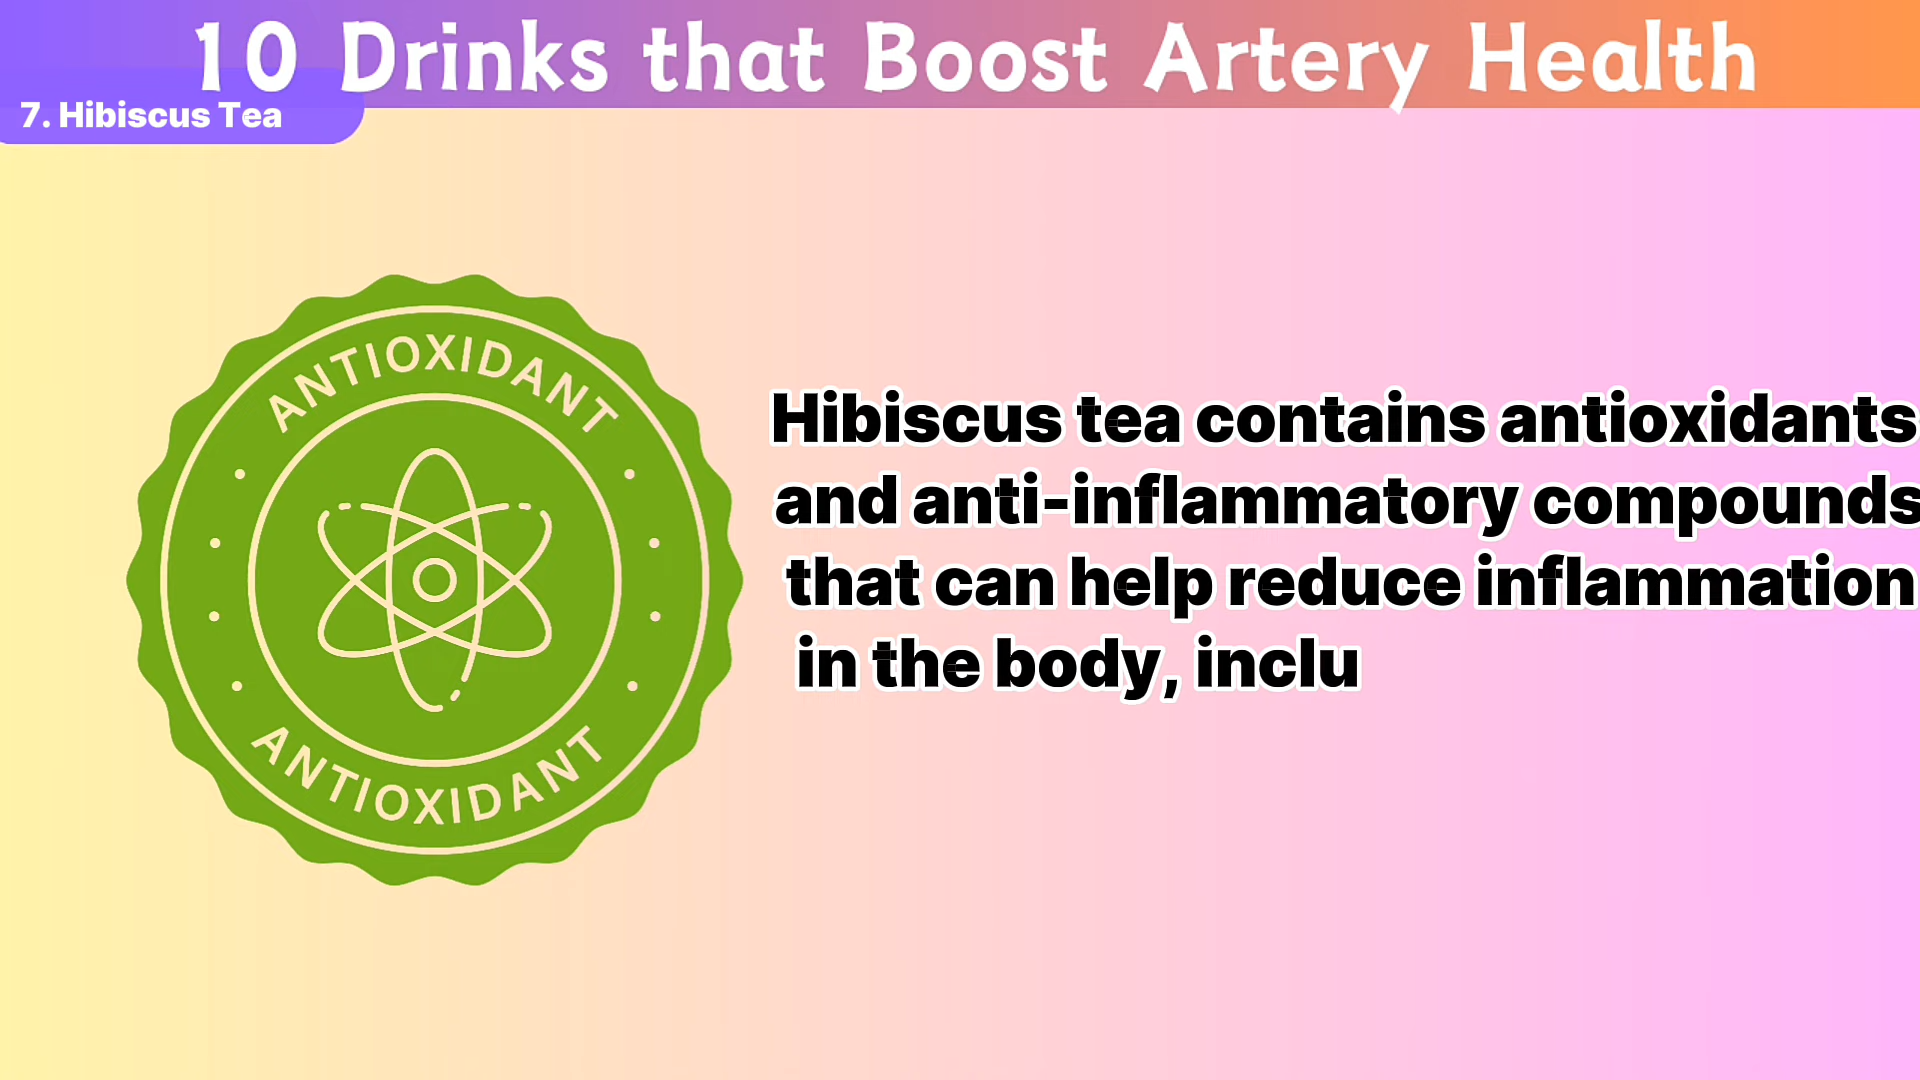 10 Drinks that Boost Artery Health
7. Hibiscus Tea
ANTIOXIDANT
ANTIOXIDANT
Hibiscus tea contains antioxidants
and anti-inflammatory compounds
that can help reduce inflammation
in the body, inclu